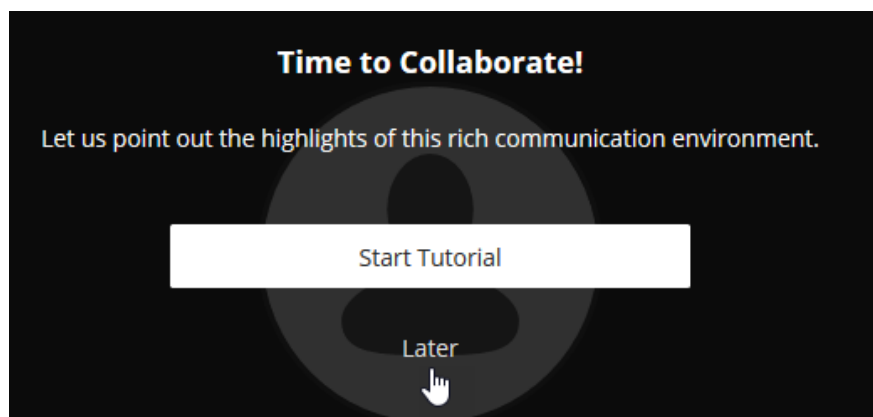 Time to Collaborate!
Let us point out the highlights of this rich communication environment.
Start Tutorial
Later